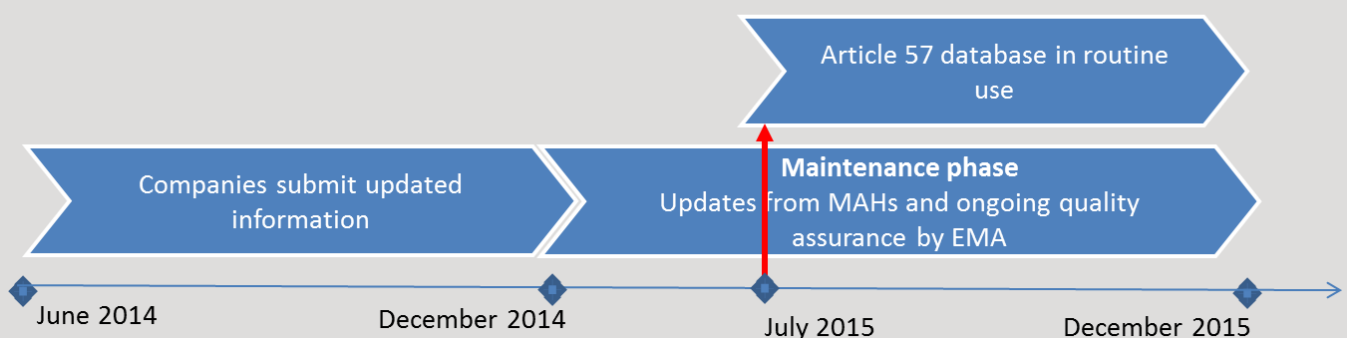 Article 57 database in routine
use
Companies submit updated
information
Maintenance phase
Updates from MAHs and ongoing quality
assurance by EMA
June 2014
December 2014
July 2015
December 2015